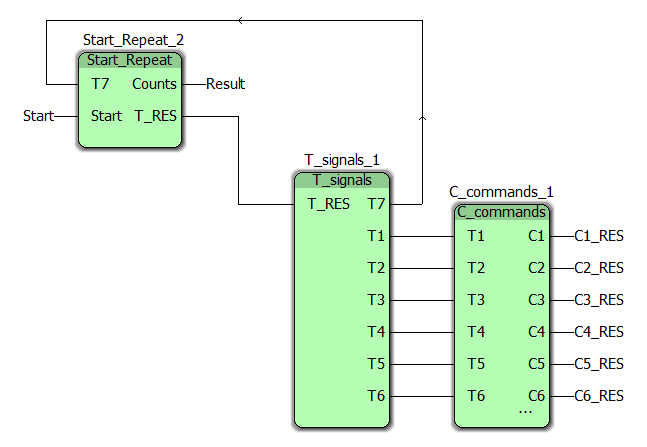 Start_Repeat_2
Start_Repeat
T7 Counts Result
Start Start T_RES
T_signals_1
T_signals
T_RES T7
T1
T2
T3
T4
T5
T6
C_commands_1
C_commands
T1 C1 C1_RES
T2 C2 C2_RES
T3 C3 C3_RES
T4 C4 C4_RES
T5 C5 C5_RES
T6 C6 C6_RES
...